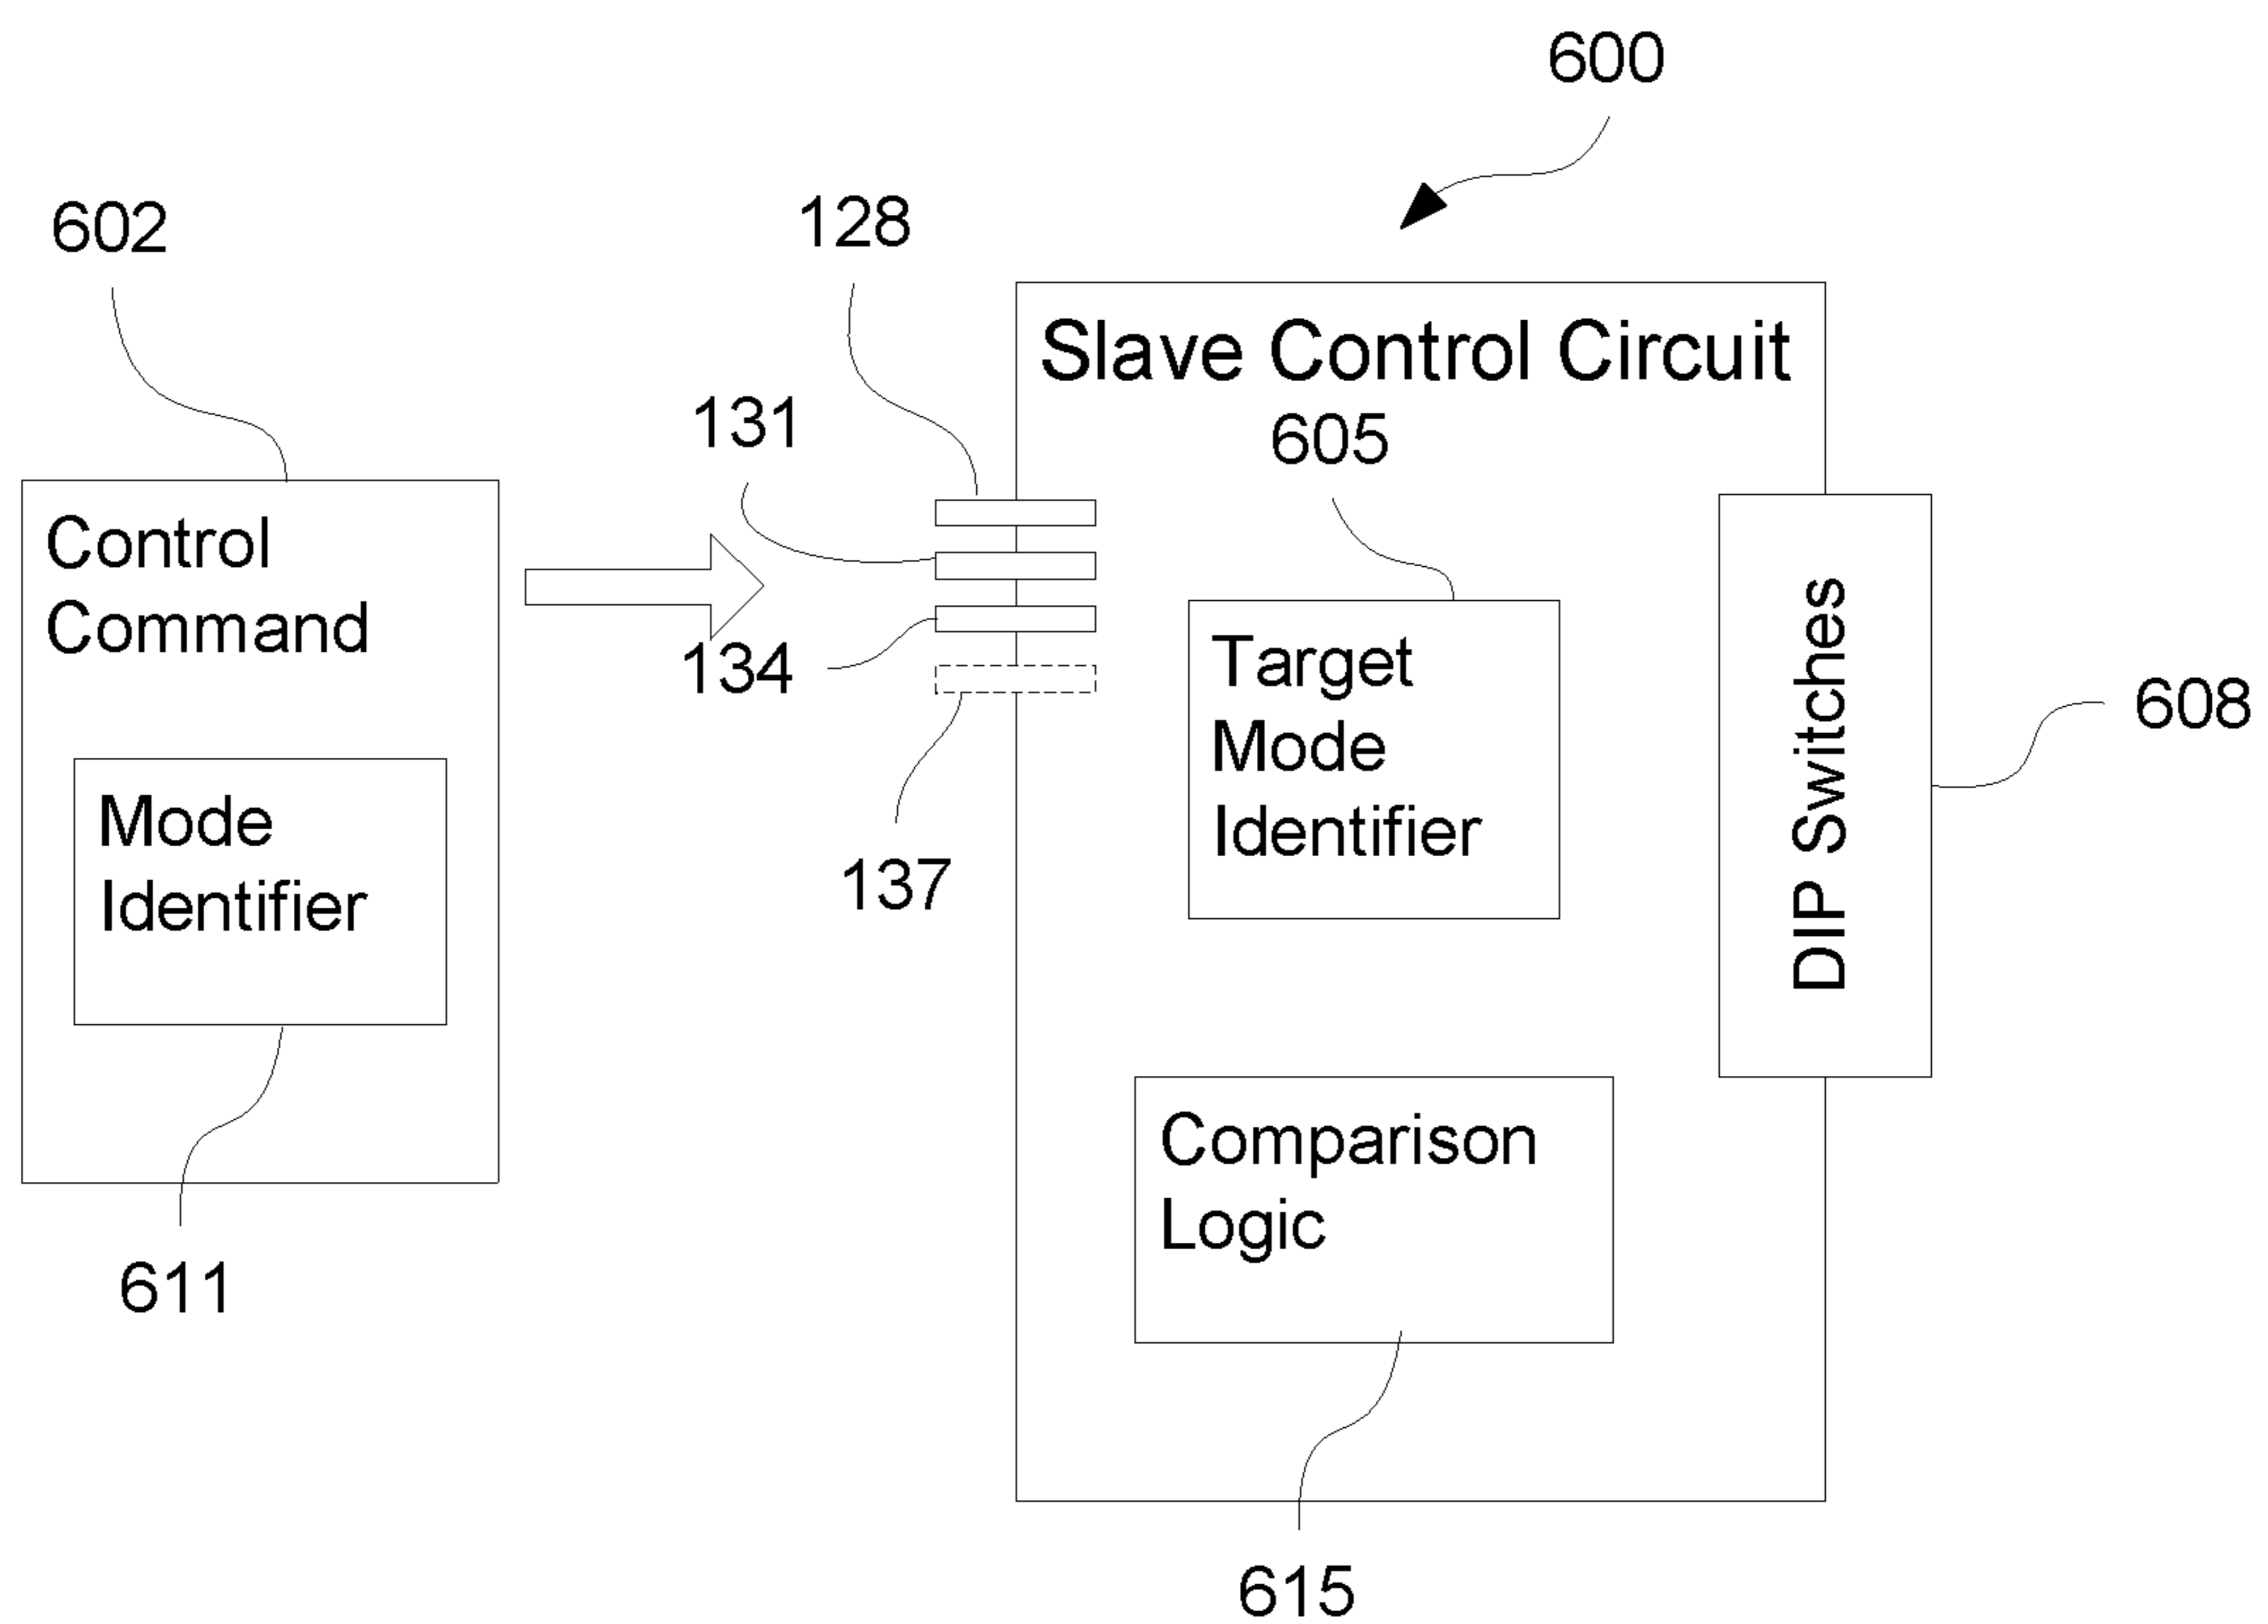 600
602
128
Slave Control Circuit
131
605
Control
Command
134
Target
Mode
Identifier
608
DIP Switches
Mode
Identifier
137
Comparison
Logic
611
615